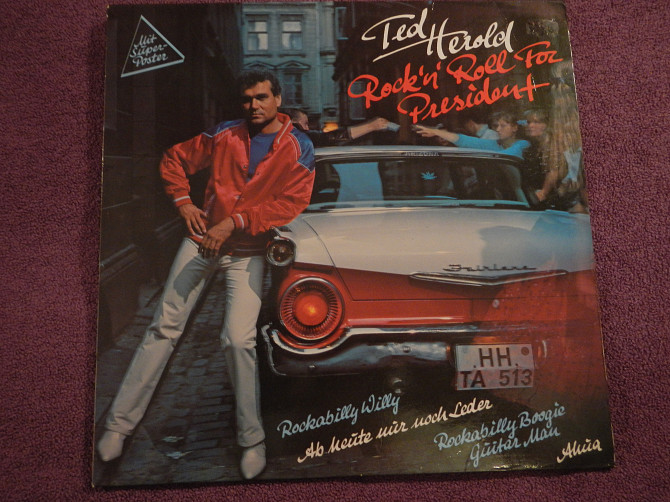 Mit
Super-
Poster
Ted
Herold
Rock'n' Roll For
President
Fairlane
HH
TA 513
Rockabilly Willy
Ab heute nur noch Leder
Rockabilly Boogie
Guitar Man
Ahua